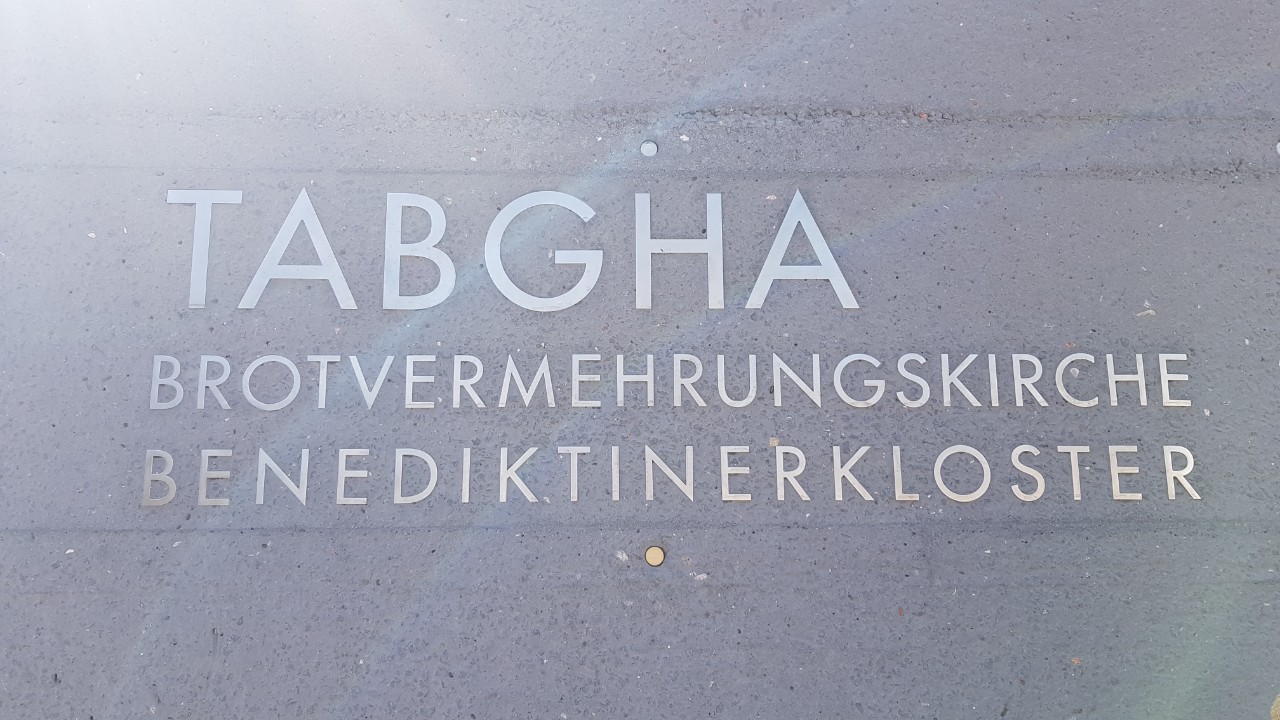 TABGHA
BROTVERMEHRUNGSKIRCHE
BENEDIKTINERKLOSTER